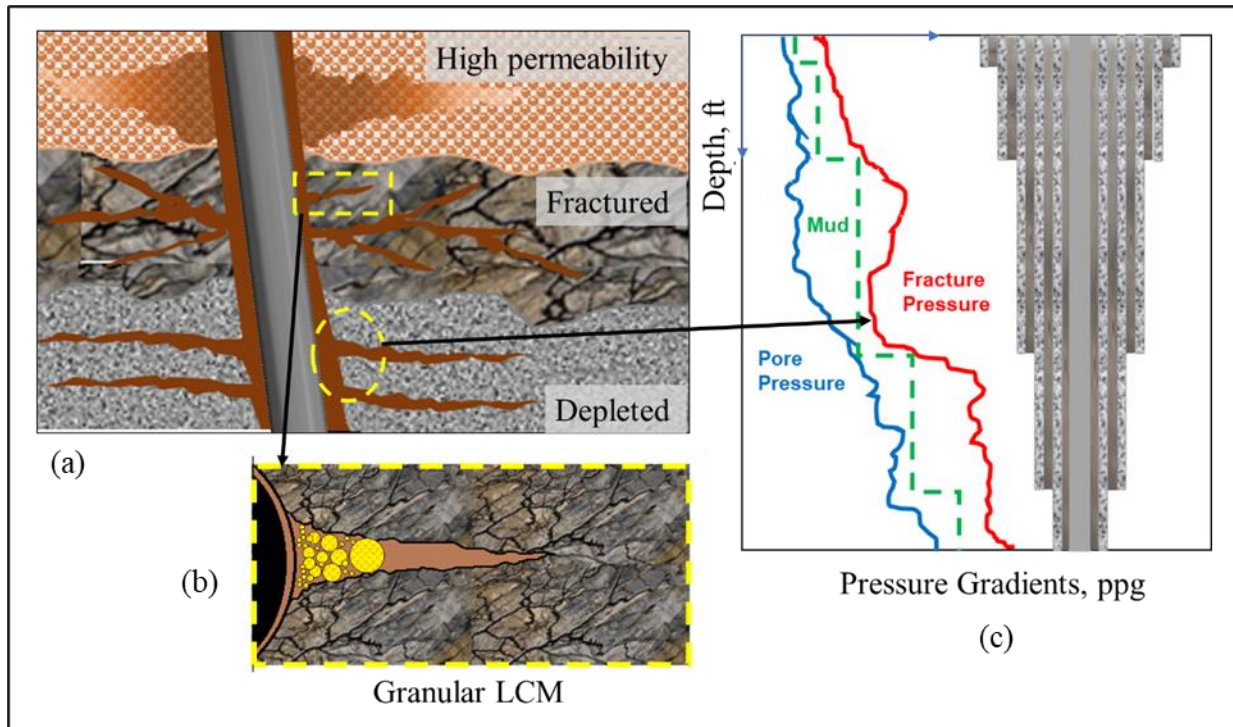 High permeability
Fractured
Depleted
(a)
(b)
Granular LCM
Depth, ft
Mud
Fracture
Pressure
Pore
Pressure
Pressure Gradients, ppg
(c)